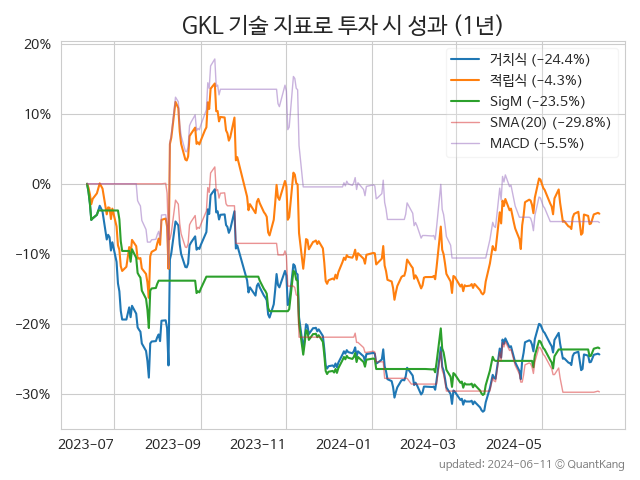 GKL 기술 지표로 투자 시 성과 (1년)
20%
10%
0%
−10%
−20%
−30%
거치식 (−24.4%)
적립식 (−4.3%)
SigM (−23.5%)
SMA(20) (−29.8%)
MACD (−5.5%)
2023-07
2023-09
2023-11
2024-01
2024-03
2024-05
updated: 2024-06-11 © QuantKang